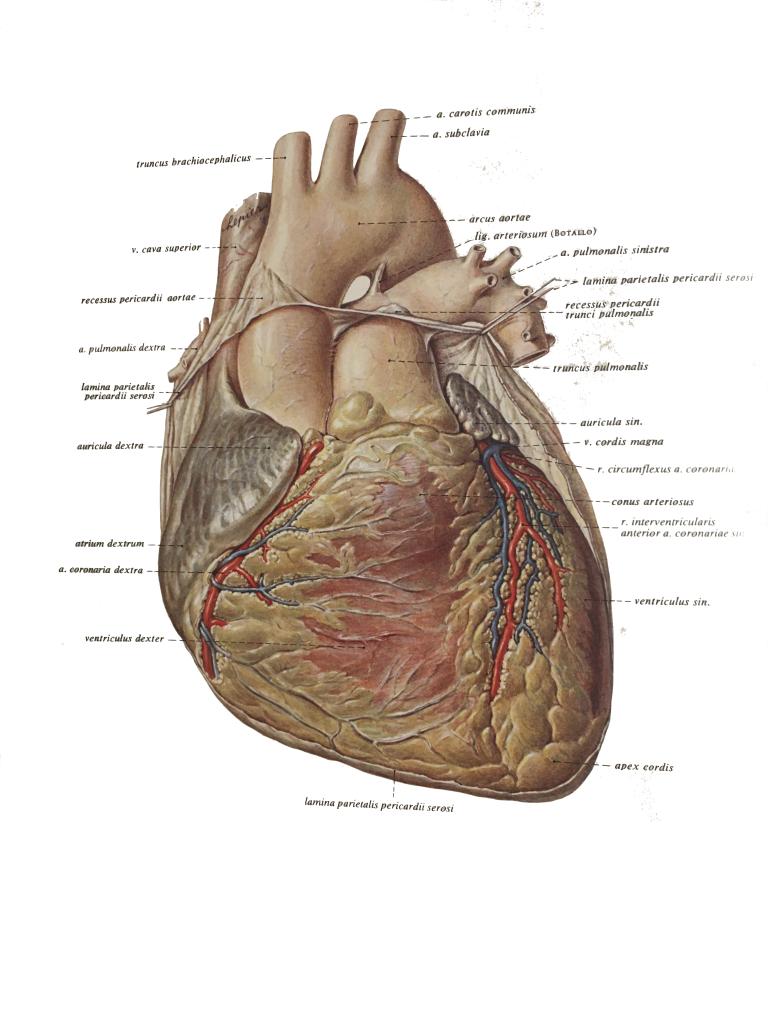 a. carotis communis
a. subclavia
truncus brachiocephalicus
arcus aortae
lig. arteriosum (BOTALLO)
v. cava superior
a. pulmonalis sinistra
lamina parietalis pericardii serosi
recessus pericardii aortae
recessus pericardii
trunci pulmonalis
a. pulmonalis dextra
truncus pulmonalis
lamina parietalis
pericardii serosi
auricula sin.
auricula dextra
v. cordis magna
r. circumflexus a. coronaria
conus arteriosus
r. interventricularis
anterior a. coronariae
atrium dextrum
a. coronaria dextra
ventriculus sin.
ventriculus dexter
apex cordis
lamina parietalis pericardii serosi